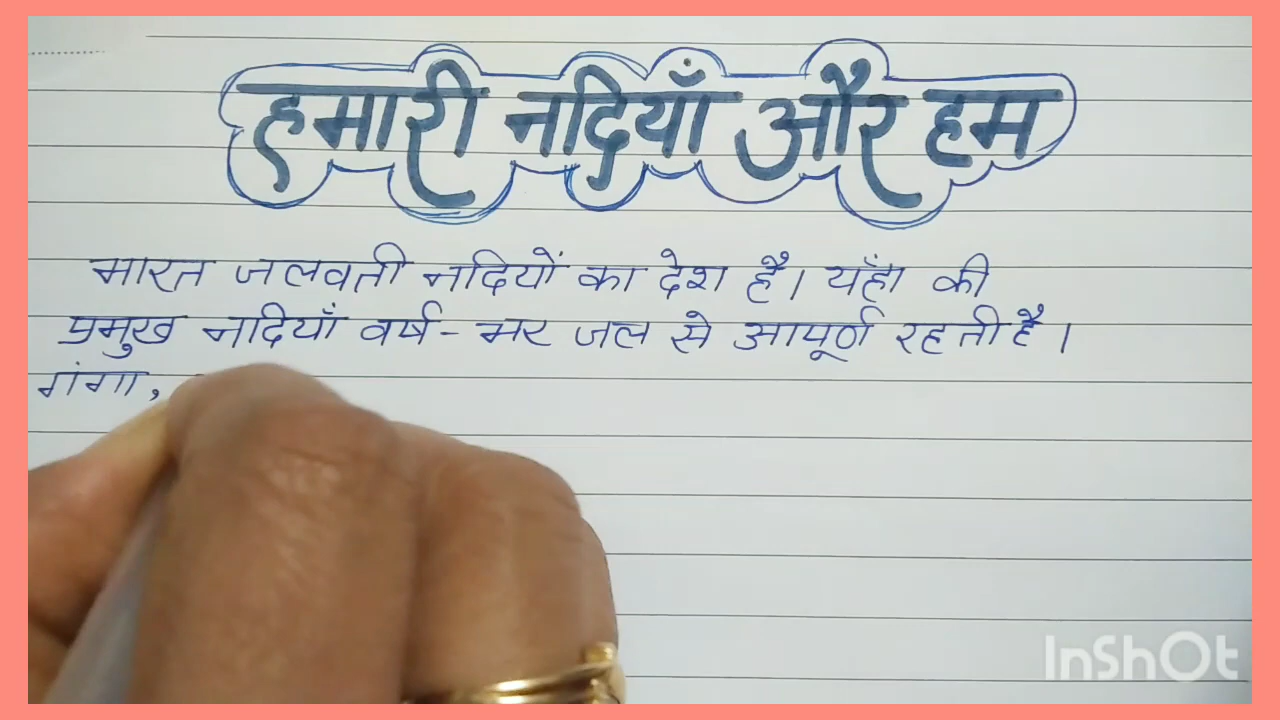 हमारी नदियाँ और हम
भारत जलवती नदियों का देश है। यहाँ की
प्रमुख नदियाँ वर्ष-भर जल से आपूर्ण रहती है।
गंगा,
InShOt